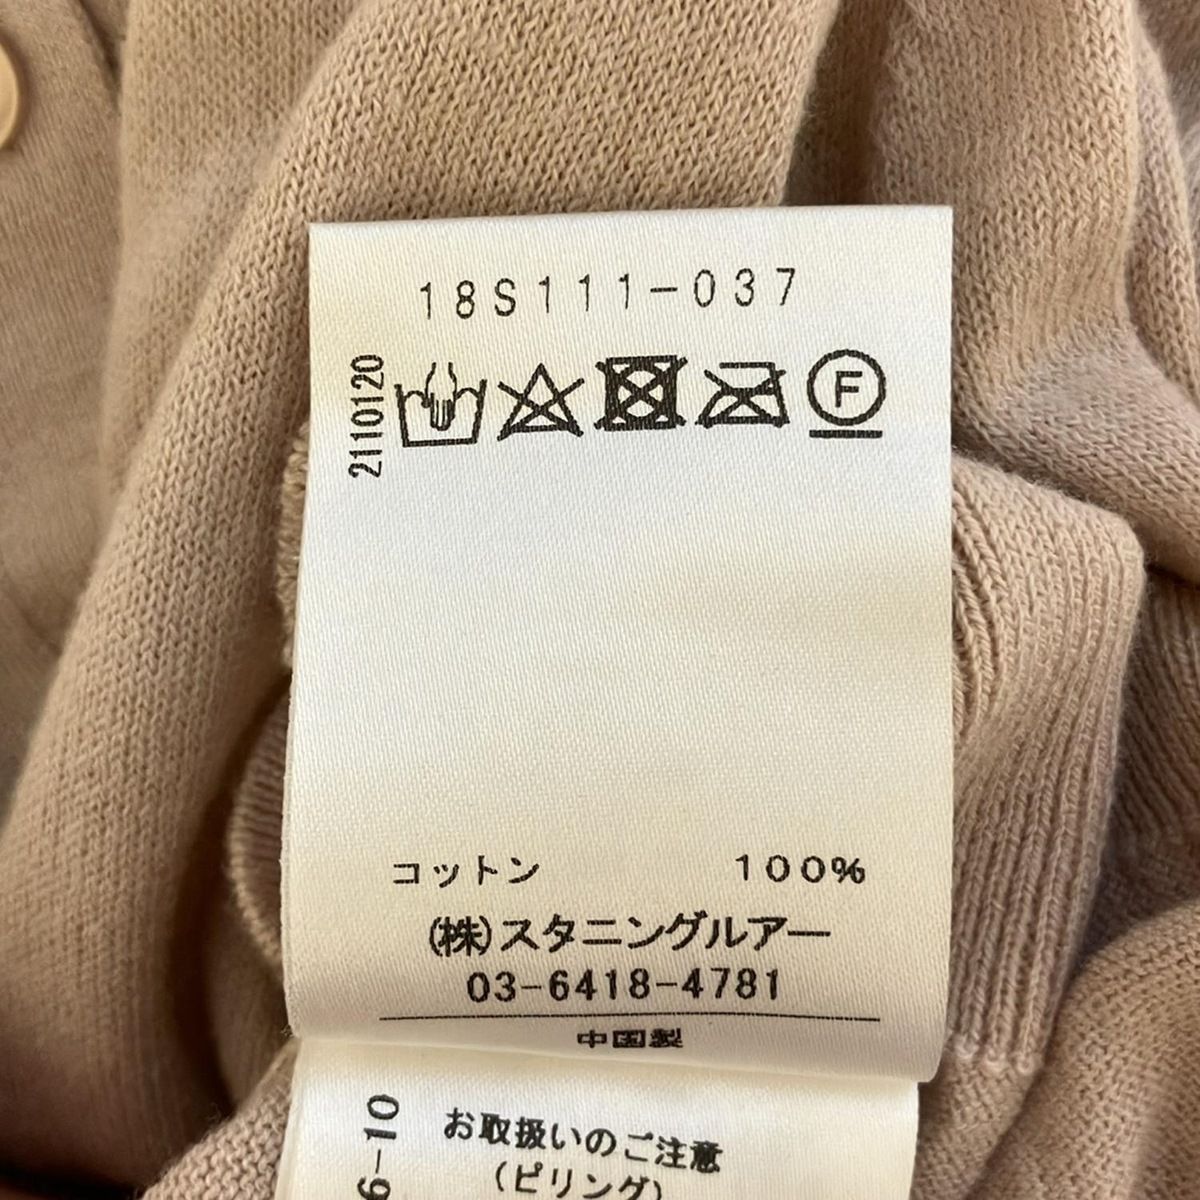 18S111-037
2110120
F
コットン 100%
(株)スタニングルアー
03-6418-4781
中国製
6-10
お取扱いのご注意
(ピリング)